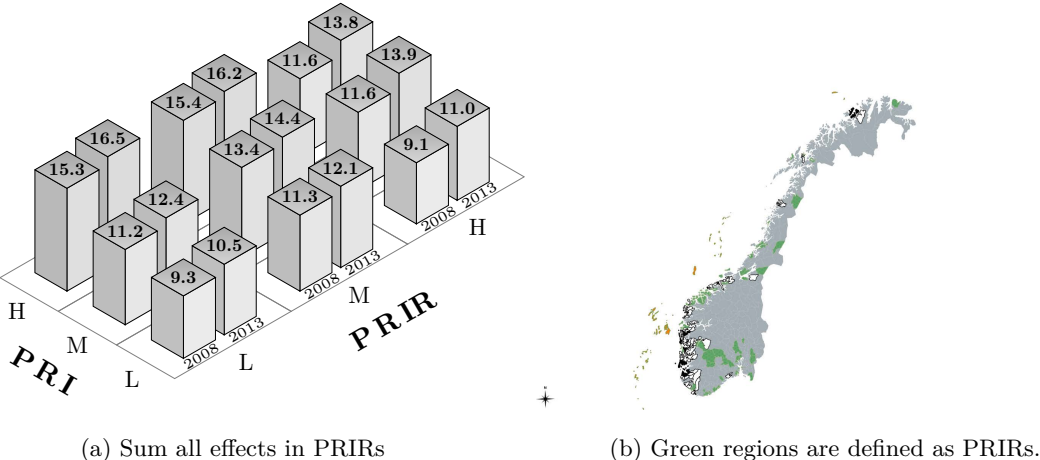 13.8
16.2
11.6
13.9
15.4
14.4
11.6
11.0
16.5
13.4
9.1
15.3
12.4
12.1
11.2
11.3
10.5
9.3
2008 2013
H
2008 2013
M
2008 2013
L
H
M
L
PRI
PRIR
N
(a) Sum all effects in PRIRs
(b) Green regions are defined as PRIRs.